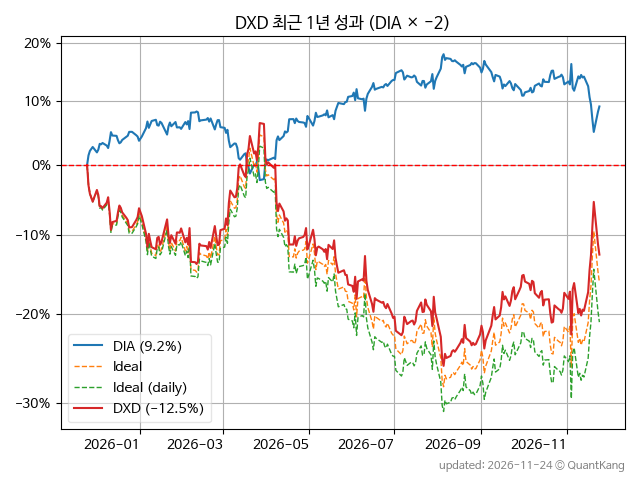 DXD 최근 1년 성과 (DIA × −2)
20%
10%
0%
−10%
−20%
−30%
DIA (9.2%)
Ideal
Ideal (daily)
DXD (−12.5%)
2026-01 2026-03 2026-05 2026-07 2026-09 2026-11
updated: 2026-11-24 © QuantKang